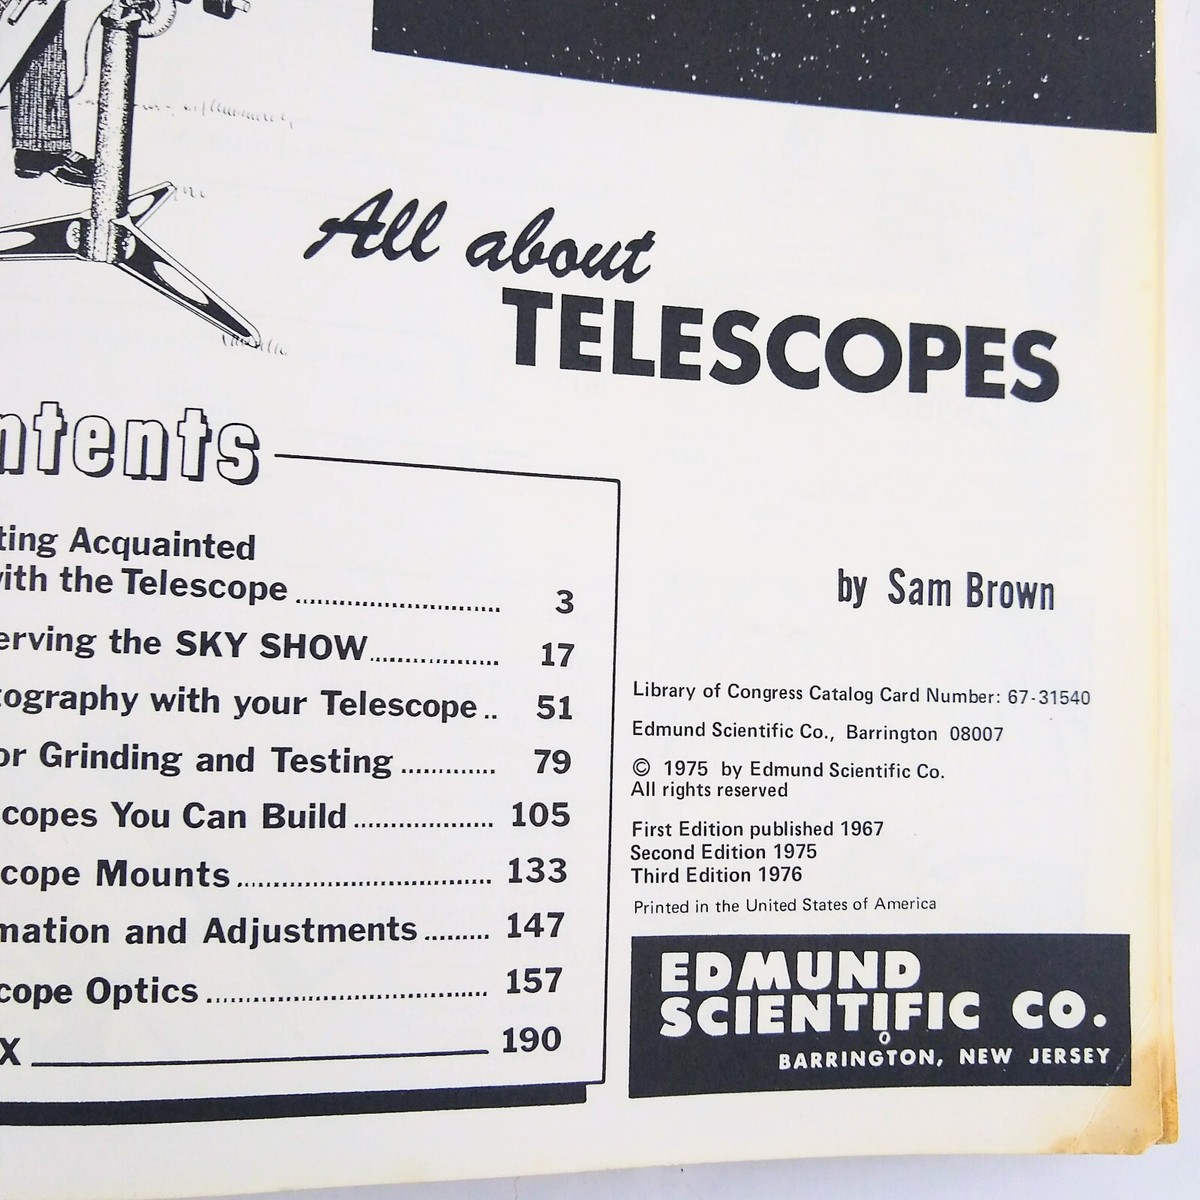 All about
TELESCOPES
ntents
ting Acquainted
with the Telescope 3
erving the SKY SHOW 17
tography with your Telescope 51
or Grinding and Testing 79
scopes You Can Build 105
scope Mounts 133
mation and Adjustments 147
scope Optics 157
X 190
by Sam Brown
Library of Congress Catalog Card Number: 67-31540
Edmund Scientific Co., Barrington 08007
© 1975 by Edmund Scientific Co.
All rights reserved
First Edition published 1967
Second Edition 1975
Third Edition 1976
Printed in the United States of America
EDMUND
SCIENTIFIC CO.
BARRINGTON, NEW JERSEY